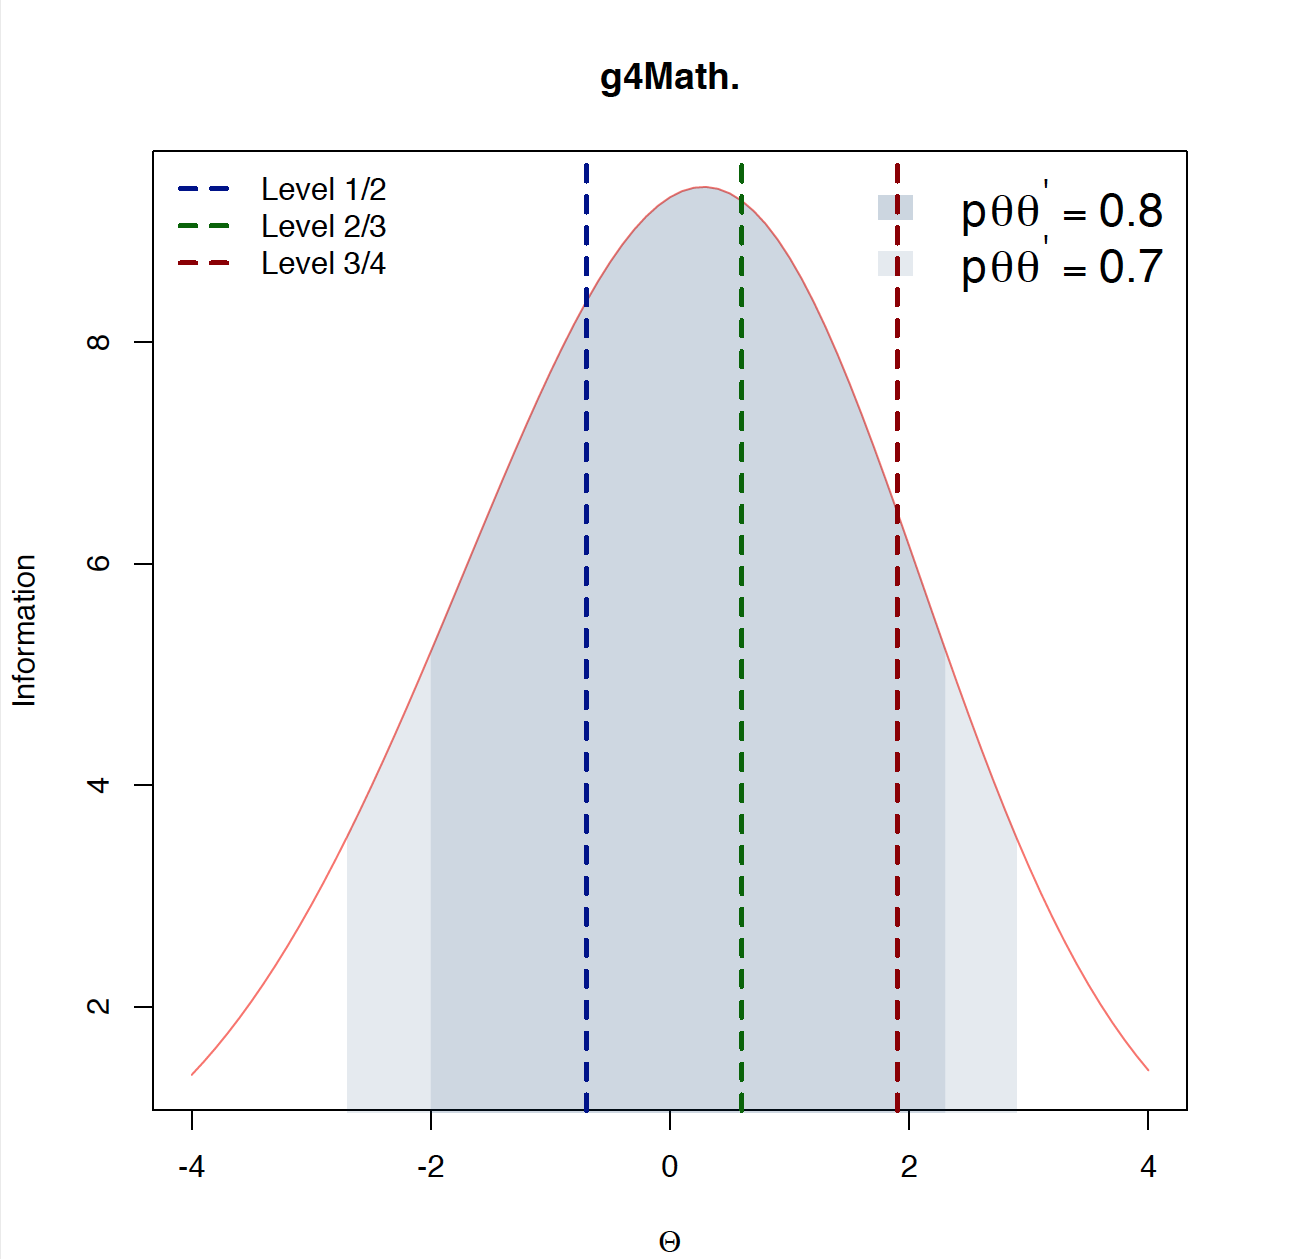 g4Math.
Level 1/2
Level 2/3
Level 3/4
pθθ' = 0.8
pθθ' = 0.7
Information
8
6
4
2
-4 -2 0 2 4
Θ